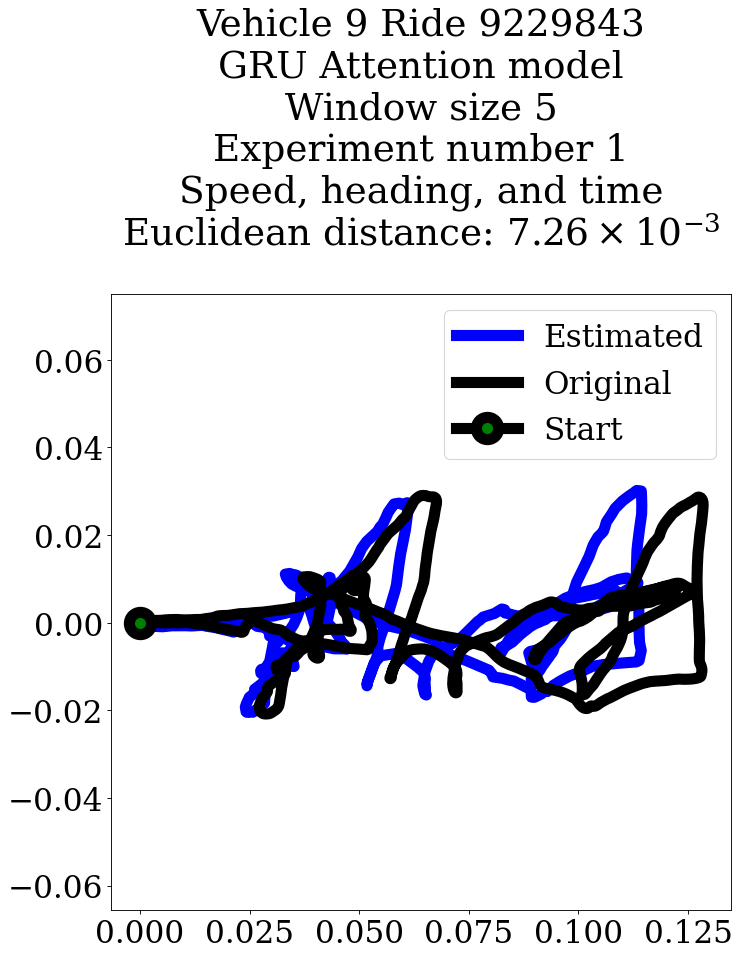 Vehicle 9 Ride 9229843
GRU Attention model
Window size 5
Experiment number 1
Speed, heading, and time
Euclidean distance: 7.26 × 10⁻³
Estimated
Original
Start
0.06
0.04
0.02
0.00
−0.02
−0.04
−0.06
0.000 0.025 0.050 0.075 0.100 0.125